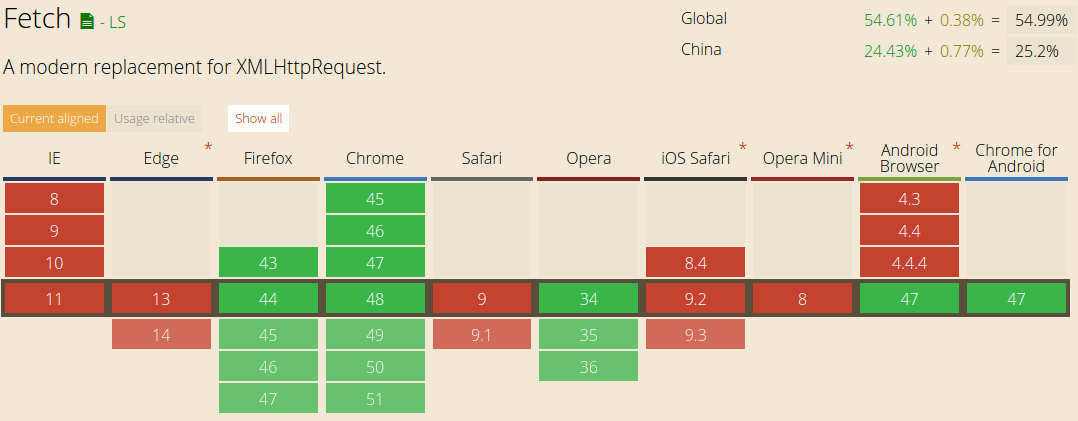 Fetch - LS
Global 54.61% + 0.38% = 54.99%
China 24.43% + 0.77% = 25.2%
A modern replacement for XMLHttpRequest.
Current aligned Usage relative Show all
IE Edge * Firefox Chrome Safari Opera iOS Safari * Opera Mini * Android Browser * Chrome for Android
8 45 4.3
9 46 4.4
10 43 47 8.4 4.4.4
11 13 44 48 9 34 9.2 8 47 47
14 45 49 9.1 35 9.3
46 50 36
47 51